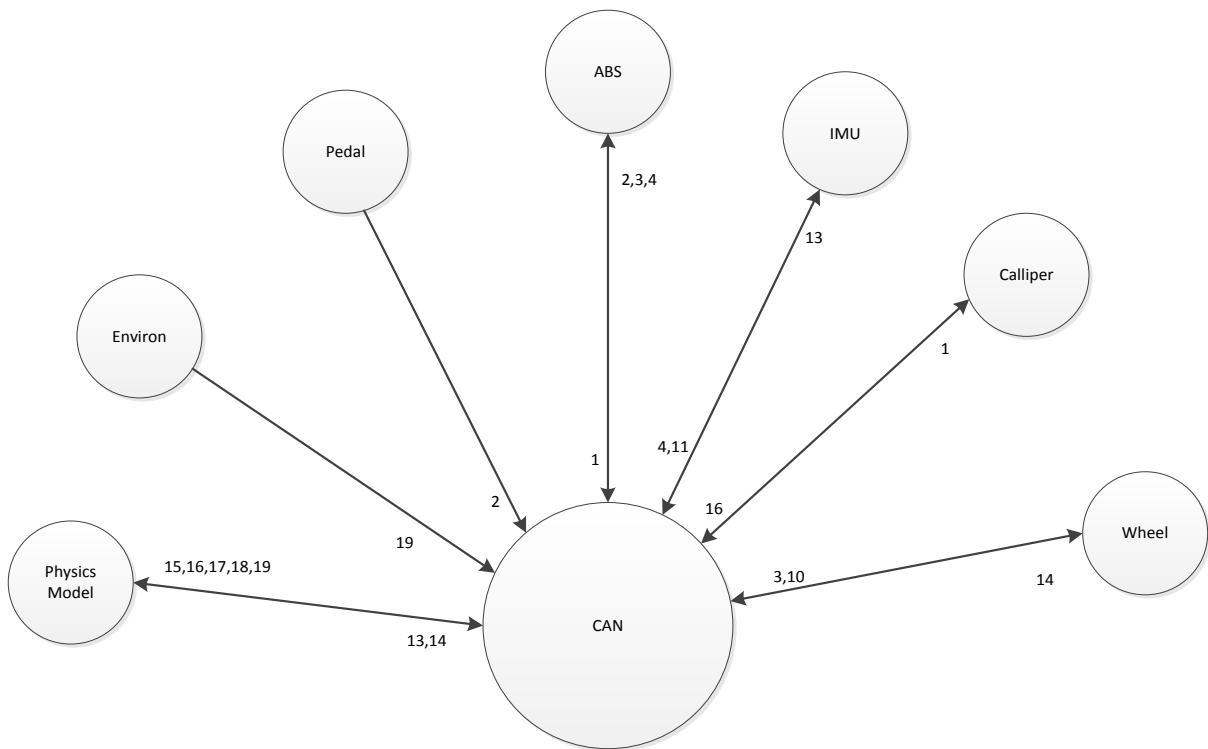 ABS
IMU
Pedal
2,3,4
13
Calliper
Environ
1
4,11
1
2
16
19
Wheel
15,16,17,18,19
3,10
14
Physics
Model
13,14
CAN